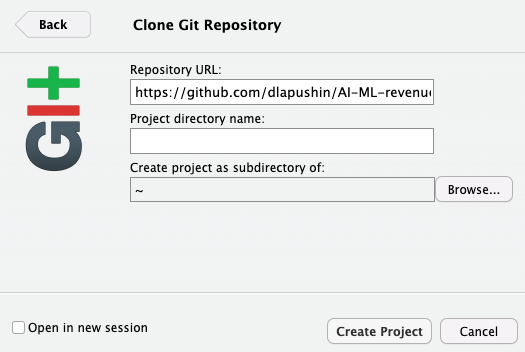 Back
Clone Git Repository
Git
Repository URL:
https://github.com/dlapushin/AI-ML-revenu
Project directory name:
Create project as subdirectory of:
~
Browse...
Open in new session
Create Project
Cancel